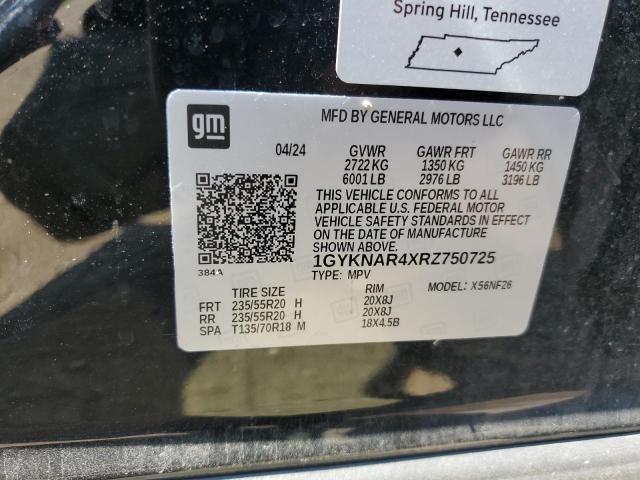 Spring Hill, Tennessee
gm
MFD BY GENERAL MOTORS LLC
04/24 GVWR GAWR FRT GAWR RR
2722 KG 1350 KG 1450 KG
6001 LB 2976 LB 3196 LB
THIS VEHICLE CONFORMS TO ALL
APPLICABLE U.S. FEDERAL MOTOR
VEHICLE SAFETY STANDARDS IN EFFECT
ON THE DATE OF MANUFACTURE
SHOWN ABOVE.
384A 1GYKNAR4XRZ750725
TYPE: MPV MODEL: X56NF26
TIRE SIZE RIM
FRT 235/55R20 H 20X8J
RR 235/55R20 H 20X8J
SPA T135/70R18 M 18X4.5B